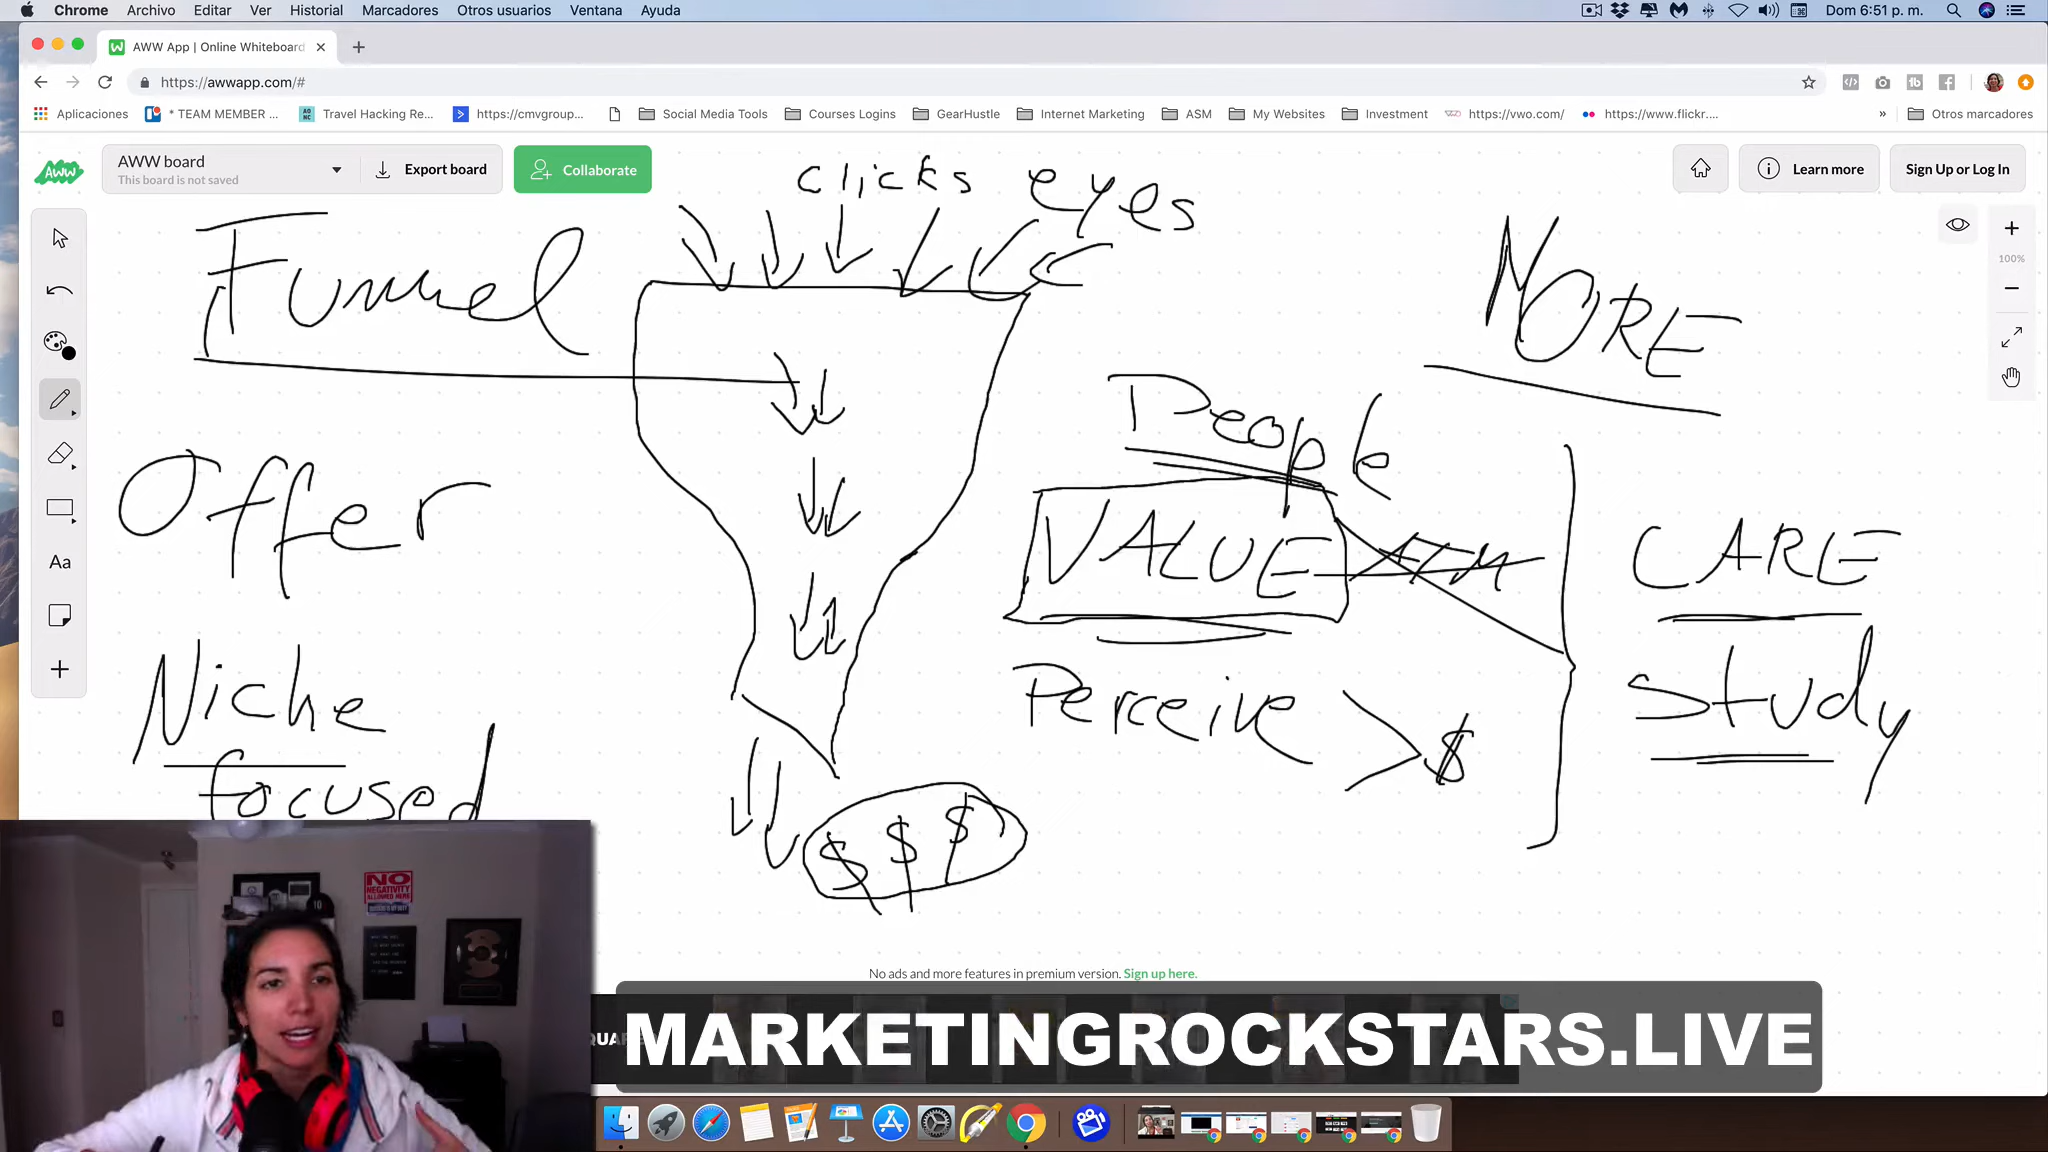 Chrome Archivo Editar Ver Historial Marcadores Otros usuarios Ventana Ayuda Dom 6:51 p. m.
AWW App | Online Whiteboard
https://awwapp.com/#
Aplicaciones * TEAM MEMBER ... Travel Hacking Re... https://cmvgroup... Social Media Tools Courses Logins GearHustle Internet Marketing ASM My Websites Investment https://vwo.com/ https://www.flickr.... » Otros marcadores
AWW
AWW board
This board is not saved
Export board
Collaborate
Learn more
Sign Up or Log In
100%
Aa
clicks eyes
Funnel
MORE
People
Offer
VALUE ATM
CARE
Niche
focused
Perceive > $
Study
$ $ $
NO
NEGATIVITY
ALLOWED HERE
No ads and more features in premium version. Sign up here.
MARKETINGROCKSTARS.LIVE